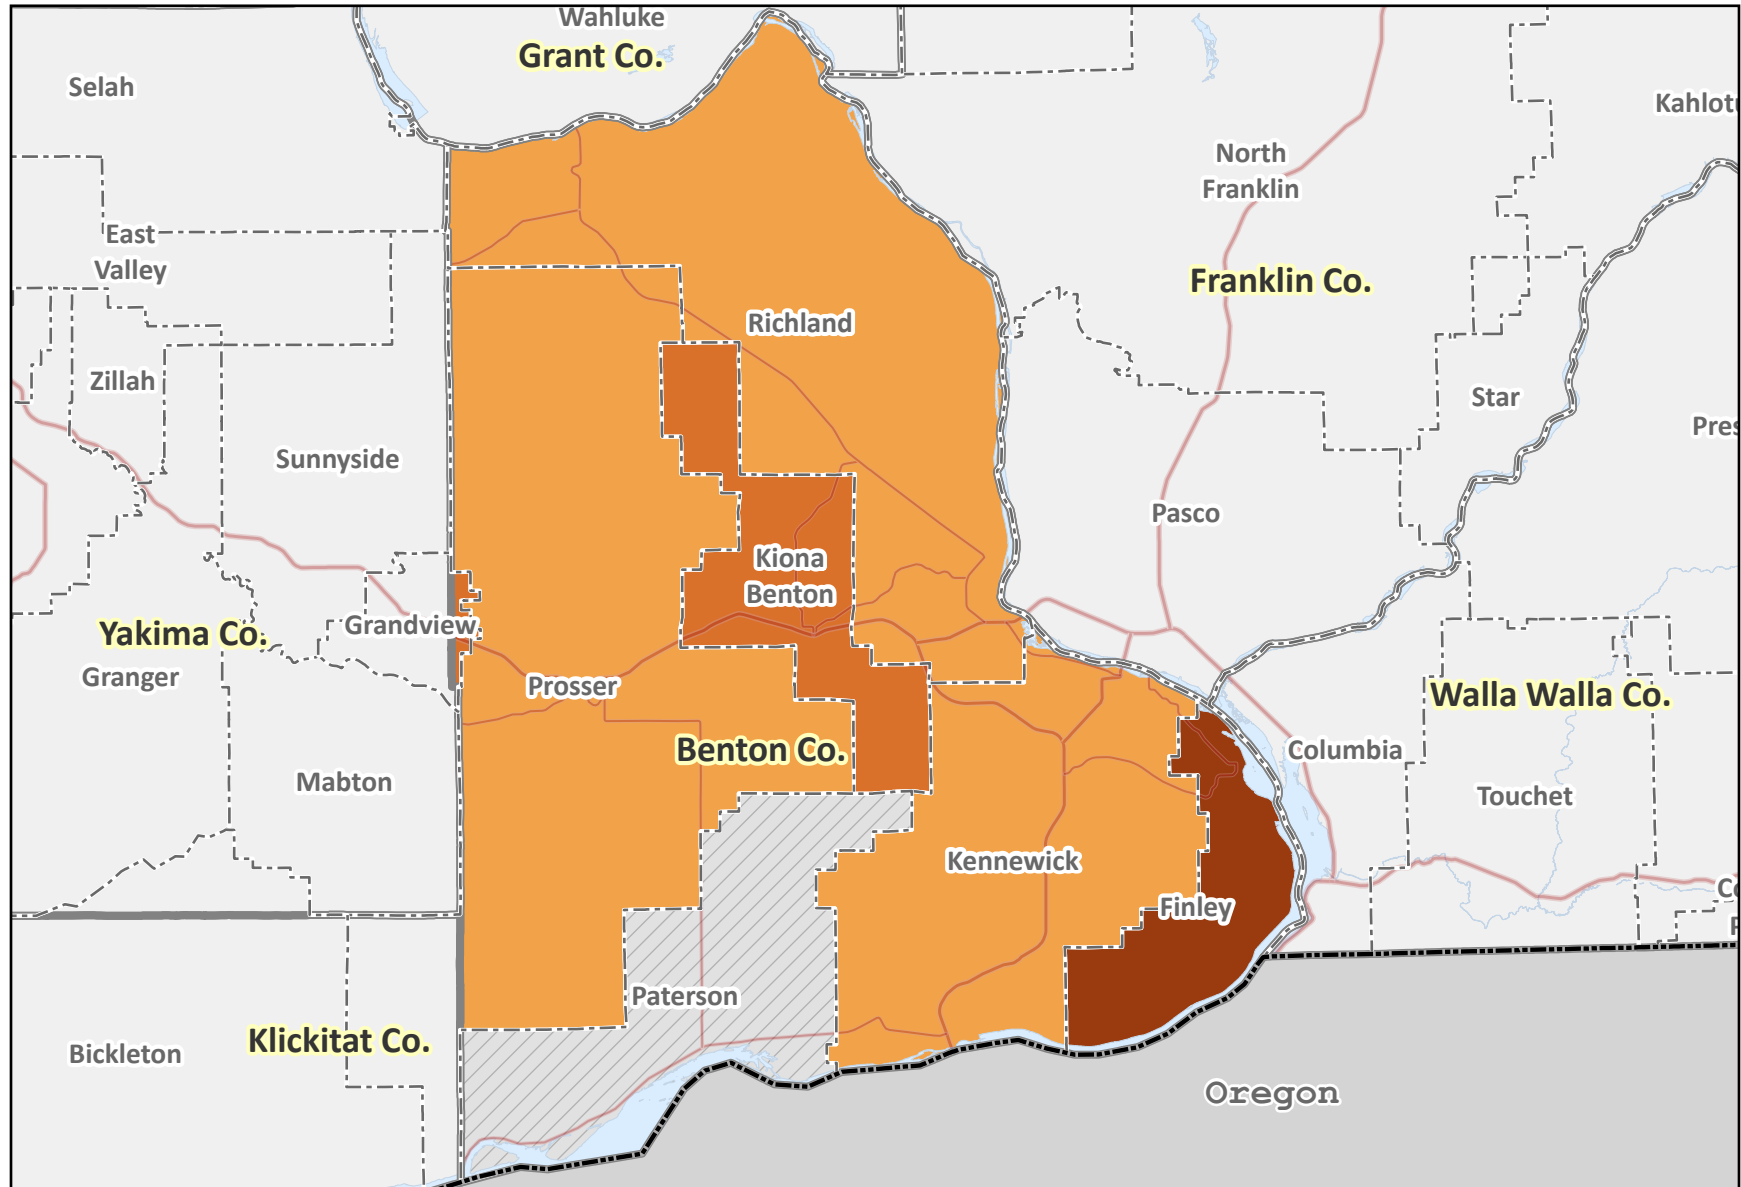 Wahluke
Grant Co.
Selah
Kahlot
North
Franklin
East
Valley
Franklin Co.
Richland
Zillah
Star
Pres
Sunnyside
Pasco
Kiona
Benton
Grandview
Yakima Co.
Granger
Prosser
Walla Walla Co.
Benton Co.
Columbia
Mabton
Touchet
Kennewick
Finley
Paterson
Klickitat Co.
Bickleton
Oregon